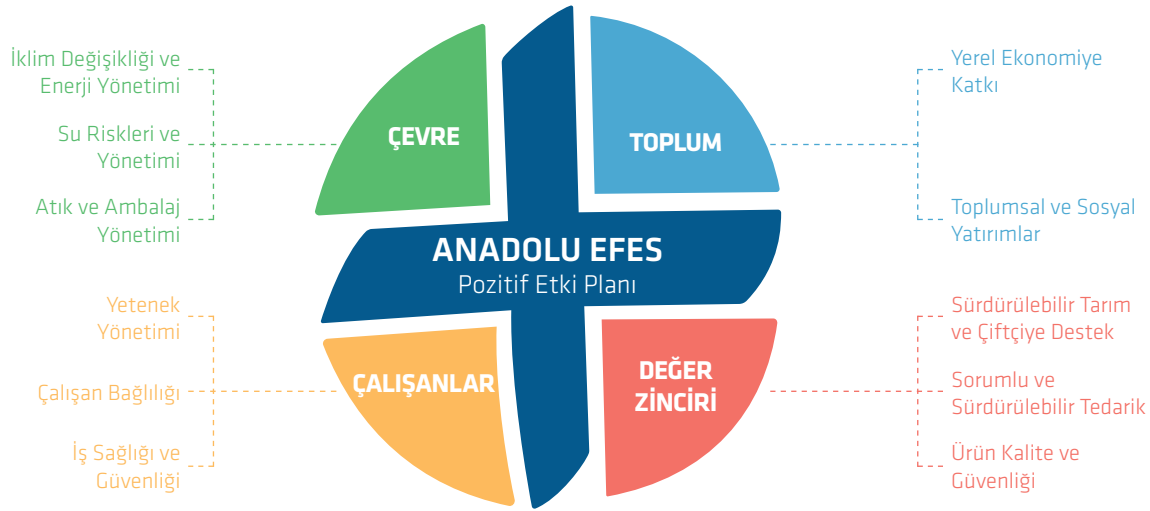 İklim Değişikliği ve
Enerji Yönetimi
Su Riskleri ve
Yönetimi
Atık ve Ambalaj
Yönetimi
ÇEVRE
TOPLUM
Yerel Ekonomiye
Katkı
Toplumsal ve Sosyal
Yatırımlar
ANADOLU EFES
Pozitif Etki Planı
Yetenek
Yönetimi
Çalışan Bağlılığı
İş Sağlığı ve
Güvenliği
ÇALIŞANLAR
DEĞER
ZİNCİRİ
Sürdürülebilir Tarım
ve Çiftçiye Destek
Sorumlu ve
Sürdürülebilir Tedarik
Ürün Kalite ve
Güvenliği